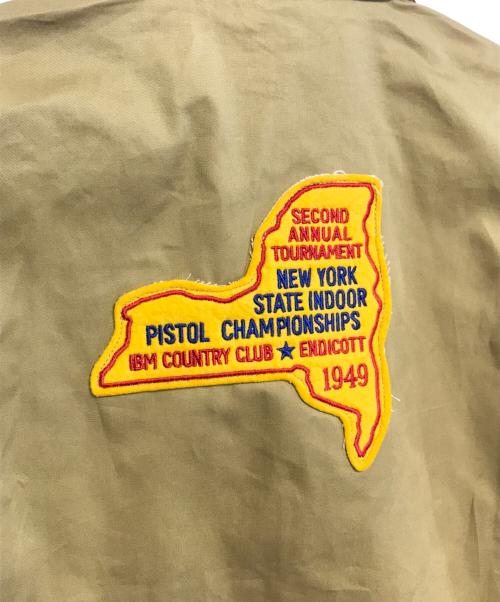 SECOND
ANNUAL
TOURNAMENT
NEW YORK
STATE INDOOR
PISTOL CHAMPIONSHIPS
IBM COUNTRY CLUB ★ ENDICOTT
1949